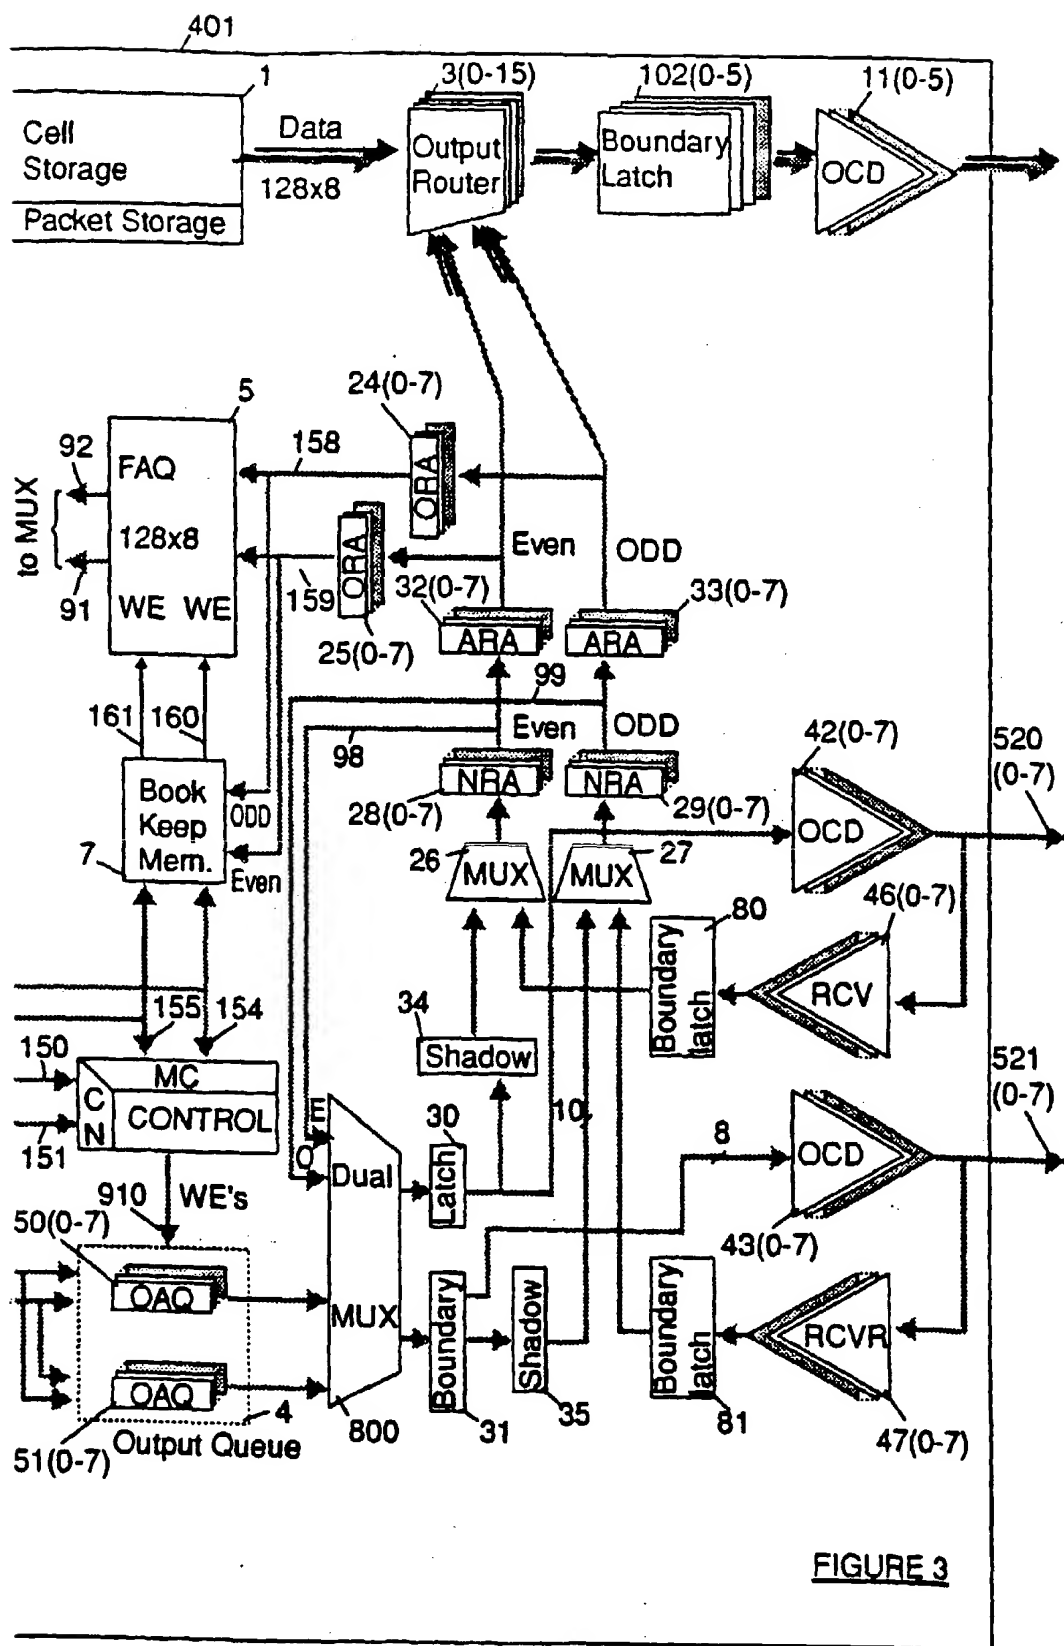 401
1
3(0-15)
102(0-5)
11(0-5)
Cell
Storage
Packet Storage
Data
128x8
Output
Router
Boundary
Latch
OCD
24(0-7)
5
92
FAQ
158
ORA
to MUX
128x8
91
WE WE
159
ORA
25(0-7)
Even
ODD
32(0-7)
33(0-7)
ARA
ARA
99
161
160
98
Even
ODD
42(0-7)
520
(0-7)
Book
Keep
Mem.
ODD
Even
7
NRA
NRA
28(0-7)
29(0-7)
OCD
26
27
MUX
MUX
80
46(0-7)
Boundary
latch
RCV
155
154
34
Shadow
150
MC
C
N
CONTROL
151
521
(0-7)
E
O
30
10
Dual
Latch
8
OCD
43(0-7)
910
WE's
50(0-7)
OAQ
MUX
Boundary
Shadow
Boundary
latch
RCVR
OAQ
4
800
31
35
81
47(0-7)
51(0-7)
Output Queue
FIGURE 3